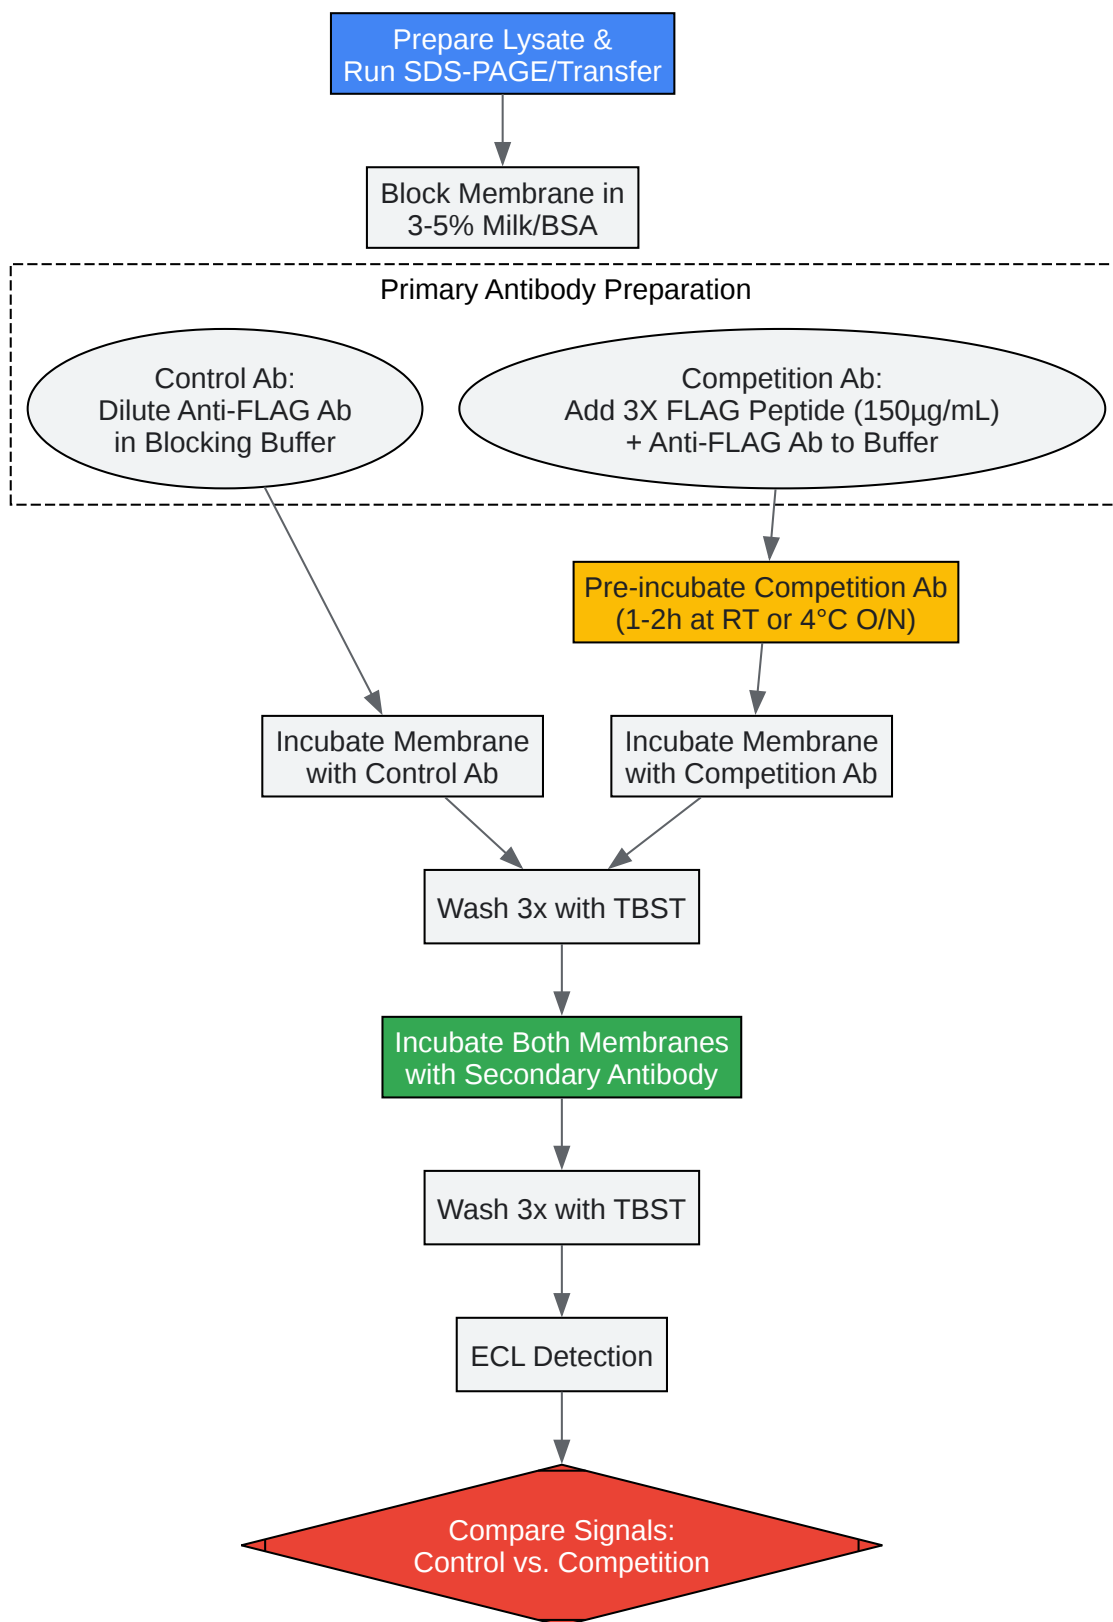 Prepare Lysate &
Run SDS-PAGE/Transfer
Block Membrane in
3-5% Milk/BSA
Primary Antibody Preparation
Control Ab:
Dilute Anti-FLAG Ab
in Blocking Buffer
Competition Ab:
Add 3X FLAG Peptide (150µg/mL)
+ Anti-FLAG Ab to Buffer
Pre-incubate Competition Ab
(1-2h at RT or 4°C O/N)
Incubate Membrane
with Control Ab
Incubate Membrane
with Competition Ab
Wash 3x with TBST
Incubate Both Membranes
with Secondary Antibody
Wash 3x with TBST
ECL Detection
Compare Signals:
Control vs. Competition